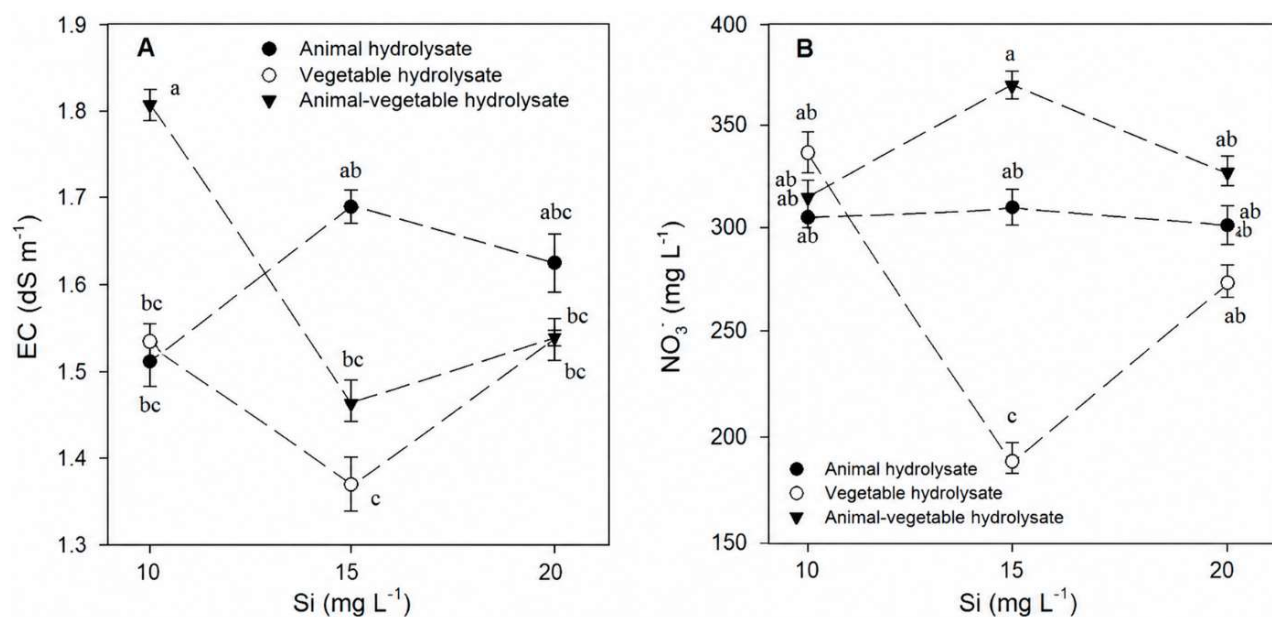 A
Animal hydrolysate
Vegetable hydrolysate
Animal-vegetable hydrolysate
1.9
1.8
1.7
1.6
1.5
1.4
1.3
EC (dS m⁻¹)
a
ab
abc
bc
bc
bc
bc
bc
c
10 15 20
Si (mg L⁻¹)
B
400
350
300
250
200
150
NO₃⁻ (mg L⁻¹)
a
ab
ab
ab
ab
ab
ab
ab
ab
c
ab
Animal hydrolysate
Vegetable hydrolysate
Animal-vegetable hydrolysate
10 15 20
Si (mg L⁻¹)